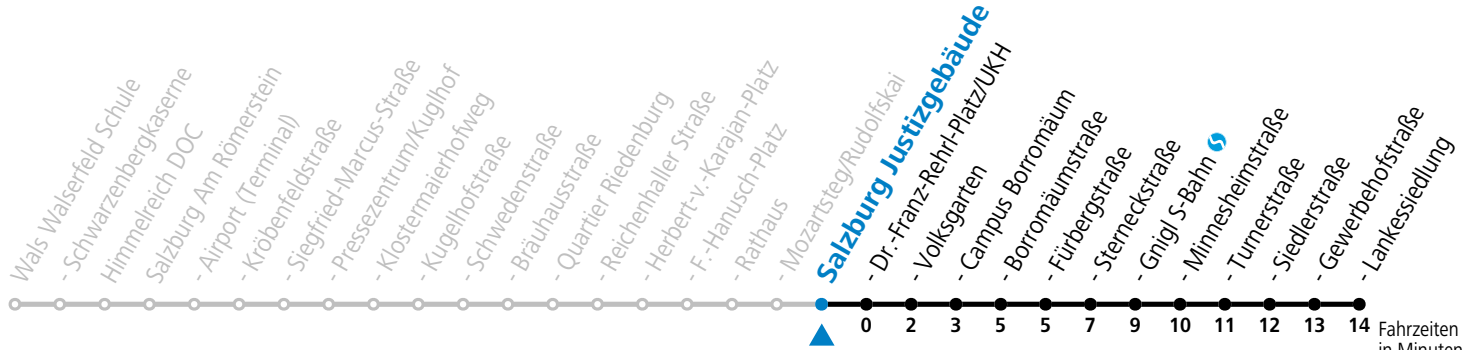 Wals Walserfeld Schule
- Schwarzenbergkaserne
Himmelreich DOC
Salzburg Am Römerstein
- Airport (Terminal)
- Kröbenfeldstraße
- Siegfried-Marcus-Straße
- Pressezentrum/Kuglhof
- Klostermaierhofweg
- Kugelhofstraße
- Schwedenstraße
- Bräuhausstraße
- Quartier Riedenburg
- Reichenhaller Straße
- Herbert-v.-Karajan-Platz
- F.-Hanusch-Platz
- Rathaus
- Mozartsteg/Rudolfskai
Salzburg Justizgebäude
- Dr.-Franz-Rehrl-Platz/UKH
- Volksgarten
- Campus Borromäum
- Borromäumstraße
- Fürbergstraße
- Sterneckstraße
- Gnigl S-Bahn
- Minnesheimstraße
- Turnerstraße
- Siedlerstraße
- Gewerbehofstraße
- Lankessiedlung
0 2 3 5 5 7 9 10 11 12 13 14
Fahrzeiten
in Minuten